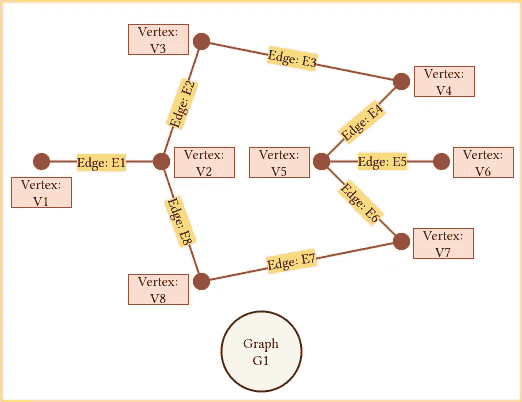 Vertex:
V3
Edge: E3
Vertex:
V4
Edge: E2
Edge: E4
Edge: E1
Vertex:
V2
Vertex:
V5
Edge: E5
Vertex:
V6
Vertex:
V1
Edge: E8
Edge: E6
Vertex:
V7
Edge: E7
Vertex:
V8
Graph
G1